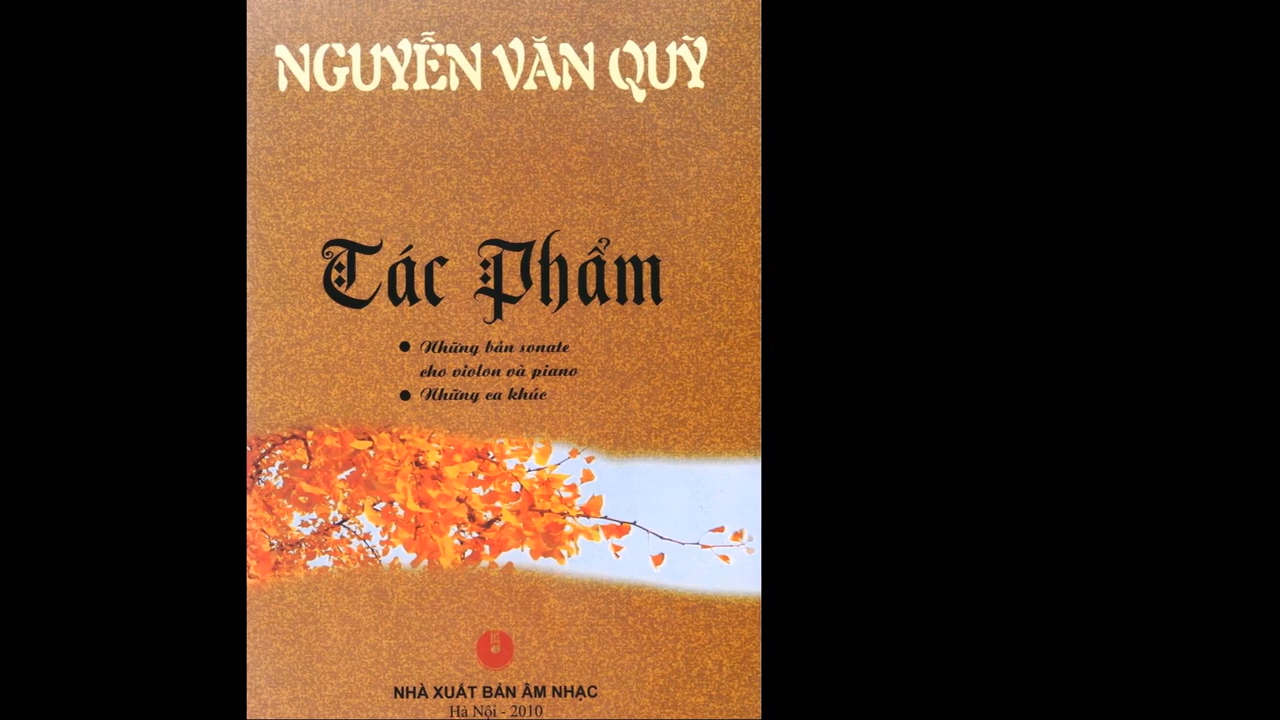 NGUYỄN VĂN QUỸ
Tác Phẩm
• Những bản sonate
cho violon và piano
• Những ca khúc
NHÀ XUẤT BẢN ÂM NHẠC
Hà Nội - 2010